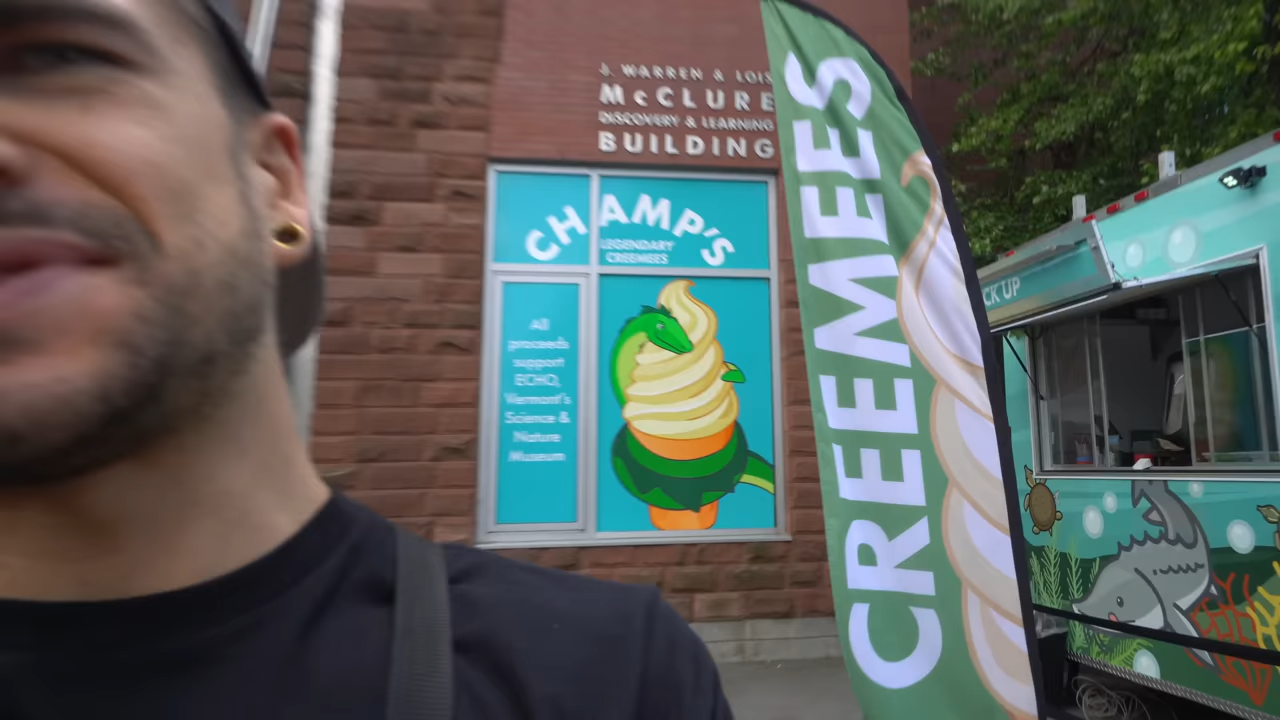 J. WARREN & LOIS
McCLURE
DISCOVERY & LEARNING
BUILDING
CHAMP'S
LEGENDARY
CREEMEES
All
proceeds
support
ECHO,
Vermont's
Science &
Nature
Museum
CREEMEES
CK UP